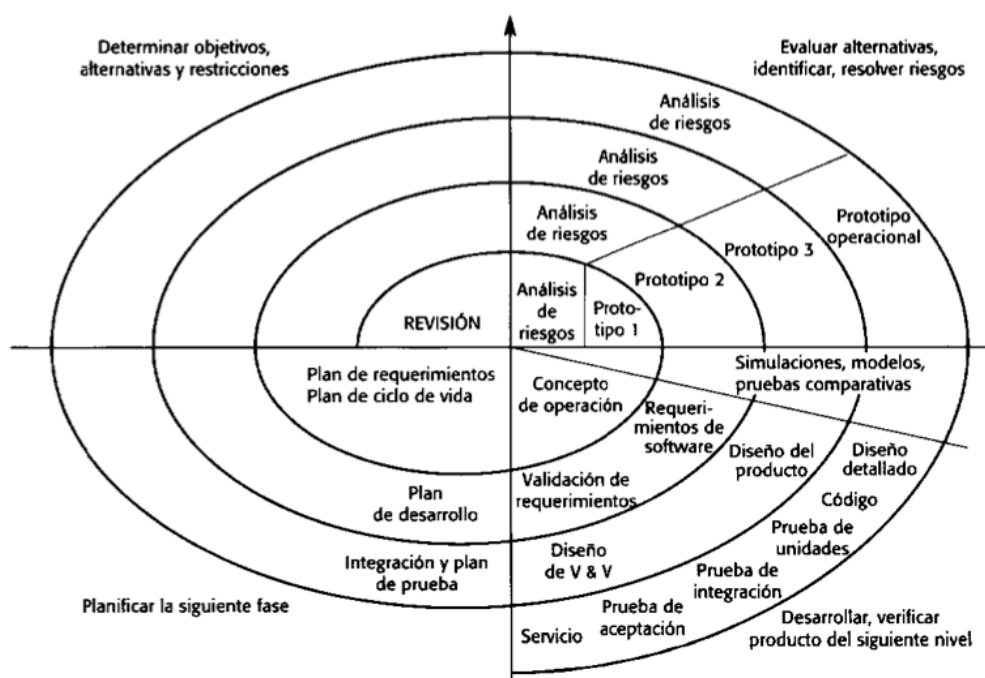 Determinar objetivos,
alternativas y restricciones
Evaluar alternativas,
identificar, resolver riesgos
Análisis
de riesgos
Análisis
de riesgos
Análisis
de riesgos
Prototipo
operacional
Prototipo 3
Prototipo 2
REVISIÓN
Análisis
de
riesgos
Proto-
tipo 1
Plan de requerimientos
Plan de ciclo de vida
Concepto
de operación
Simulaciones, modelos,
pruebas comparativas
Requeri-
mientos de
software
Diseño del
producto
Diseño
detallado
Plan
de desarrollo
Validación de
requerimientos
Código
Prueba de
unidades
Integración y plan
de prueba
Diseño
de V & V
Prueba de
integración
Planificar la siguiente fase
Servicio
Prueba de
aceptación
Desarrollar, verificar
producto del siguiente nivel